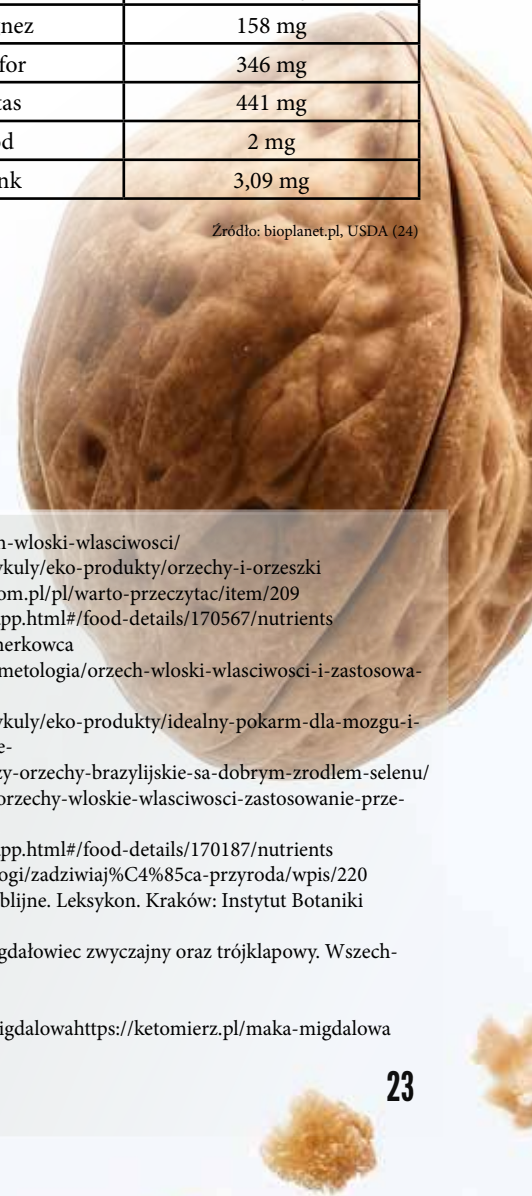 nez 158 mg
for 346 mg
tas 441 mg
d 2 mg
nk 3,09 mg
Źródło: bioplanet.pl, USDA (24)
h-wloski-wlasciwosci/
ykuly/eko-produkty/orzechy-i-orzeszki
om.pl/pl/warto-przeczytac/item/209
app.html#/food-details/170567/nutrients
nerkowca
metologia/orzech-wloski-wlasciwosci-i-zastosowa-
ykuly/eko-produkty/idealny-pokarm-dla-mozgu-i-
e-
zy-orzechy-brazylijskie-sa-dobrym-zrodlem-selenu/
orzechy-wloskie-wlasciwosci-zastosowanie-prze-
app.html#/food-details/170187/nutrients
ogi/zadziwiaj%C4%85ca-przyroda/wpis/220
blijne. Leksykon. Kraków: Instytut Botaniki
gdałowiec zwyczajny oraz trójklapowy. Wszech-
igdalowahttps://ketomierz.pl/maka-migdalowa
23